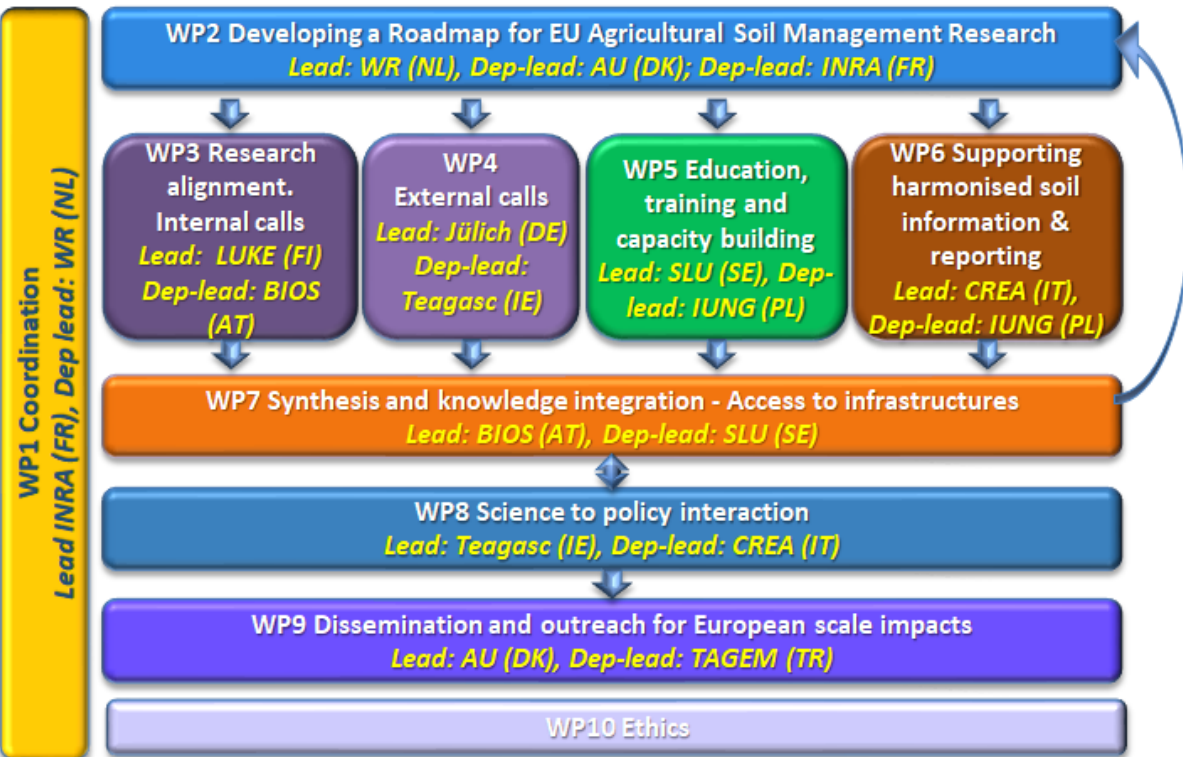 WP1 Coordination
Lead INRA (FR), Dep lead: WR (NL)
WP2 Developing a Roadmap for EU Agricultural Soil Management Research
Lead: WR (NL), Dep-lead: AU (DK); Dep-lead: INRA (FR)
WP3 Research
alignment.
Internal calls
Lead: LUKE (FI)
Dep-lead: BIOS
(AT)
WP4
External calls
Lead: Jülich (DE)
Dep-lead:
Teagasc (IE)
WP5 Education,
training and
capacity building
Lead: SLU (SE), Dep-
lead: IUNG (PL)
WP6 Supporting
harmonised soil
information &
reporting
Lead: CREA (IT),
Dep-lead: IUNG (PL)
WP7 Synthesis and knowledge integration - Access to infrastructures
Lead: BIOS (AT), Dep-lead: SLU (SE)
WP8 Science to policy interaction
Lead: Teagasc (IE), Dep-lead: CREA (IT)
WP9 Dissemination and outreach for European scale impacts
Lead: AU (DK), Dep-lead: TAGEM (TR)
WP10 Ethics